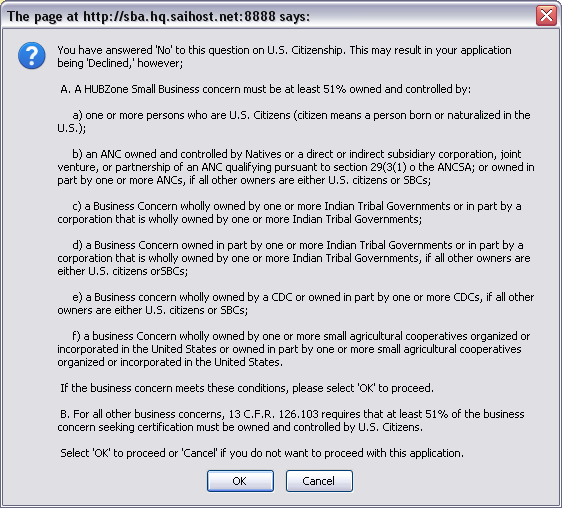 The page at http://sba.hq.saihost.net:8888 says:
You have answered 'No' to this question on U.S. Citizenship. This may result in your application
being 'Declined,' however;
A. A HUBZone Small Business concern must be at least 51% owned and controlled by:
a) one or more persons who are U.S. Citizens (citizen means a person born or naturalized in the
U.S.);
b) an ANC owned and controlled by Natives or a direct or indirect subsidiary corporation, joint
venture, or partnership of an ANC qualifying pursuant to section 29(3(1) o the ANCSA; or owned in
part by one or more ANCs, if all other owners are either U.S. citizens or SBCs;
c) a Business Concern wholly owned by one or more Indian Tribal Governments or in part by a
corporation that is wholly owned by one or more Indian Tribal Governments;
d) a Business Concern owned in part by one or more Indian Tribal Governments or in part by a
corporation that is wholly owned by one or more Indian Tribal Governments, if all other owners are
either U.S. citizens orSBCs;
e) a Business concern wholly owned by a CDC or owned in part by one or more CDCs, if all other
owners are either U.S. citizens or SBCs;
f) a business Concern wholly owned by one or more small agricultural cooperatives organized or
incorporated in the United States or owned in part by one or more small agricultural cooperatives
organized or incorporated in the United States.
If the business concern meets these conditions, please select 'OK' to proceed.
B. For all other business concerns, 13 C.F.R. 126.103 requires that at least 51% of the business
concern seeking certification must be owned and controlled by U.S. Citizens.
Select 'OK' to proceed or 'Cancel' if you do not want to proceed with this application.
OK
Cancel